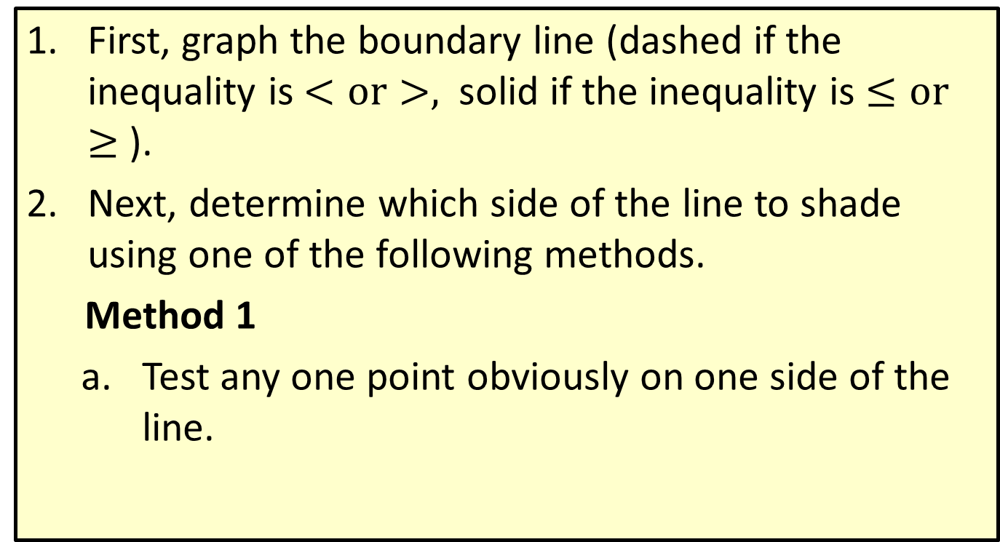 1. First, graph the boundary line (dashed if the
inequality is < or >, solid if the inequality is ≤ or
≥ ).
2. Next, determine which side of the line to shade
using one of the following methods.
Method 1
a. Test any one point obviously on one side of the
line.